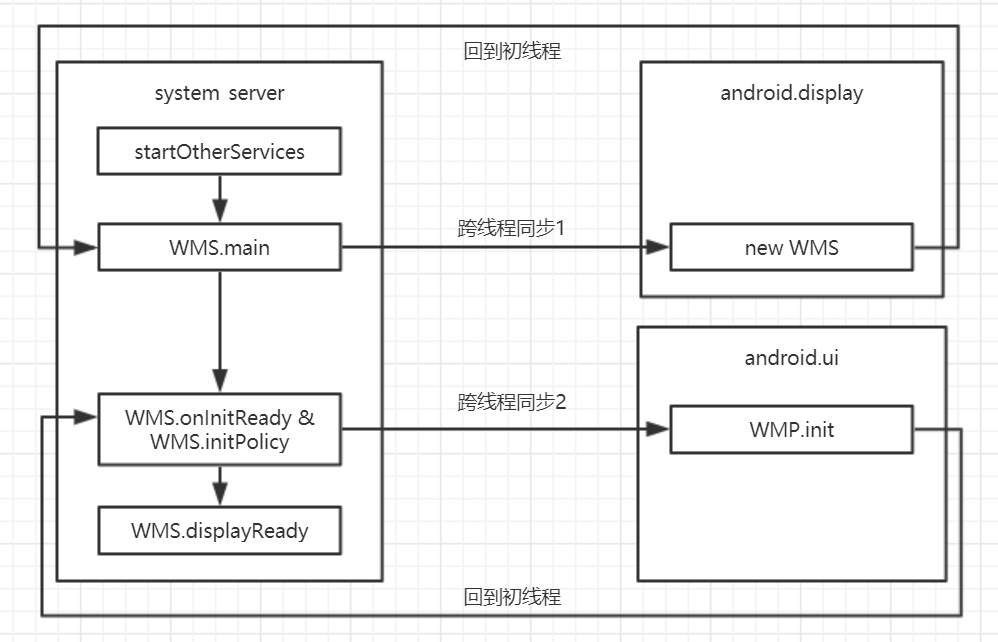 回到初线程
system server
android.display
startOtherServices
跨线程同步1
WMS.main
new WMS
android.ui
跨线程同步2
WMS.onInitReady &
WMS.initPolicy
WMP.init
WMS.displayReady
回到初线程